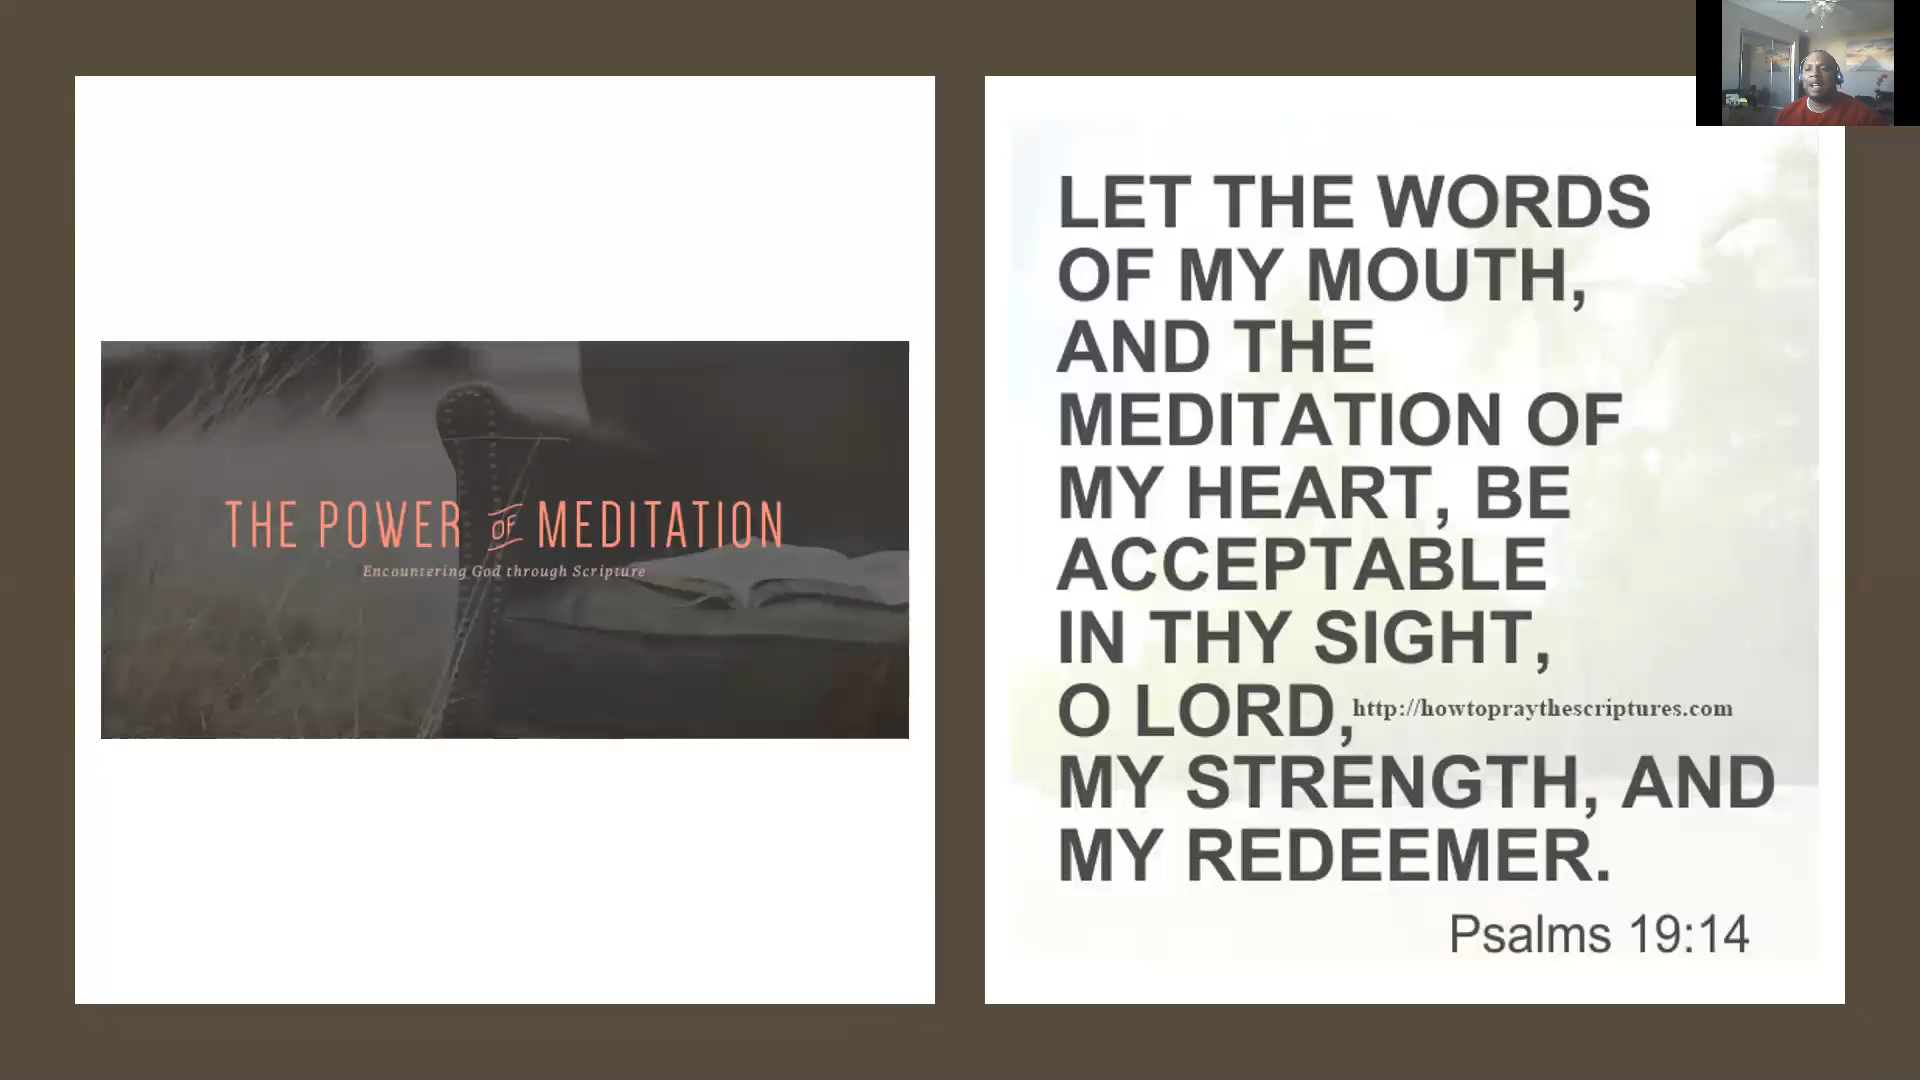 THE POWER OF MEDITATION
Encountering God through Scripture
LET THE WORDS
OF MY MOUTH,
AND THE
MEDITATION OF
MY HEART, BE
ACCEPTABLE
IN THY SIGHT,
O LORD, http://howtopraythescriptures.com
MY STRENGTH, AND
MY REDEEMER.
Psalms 19:14